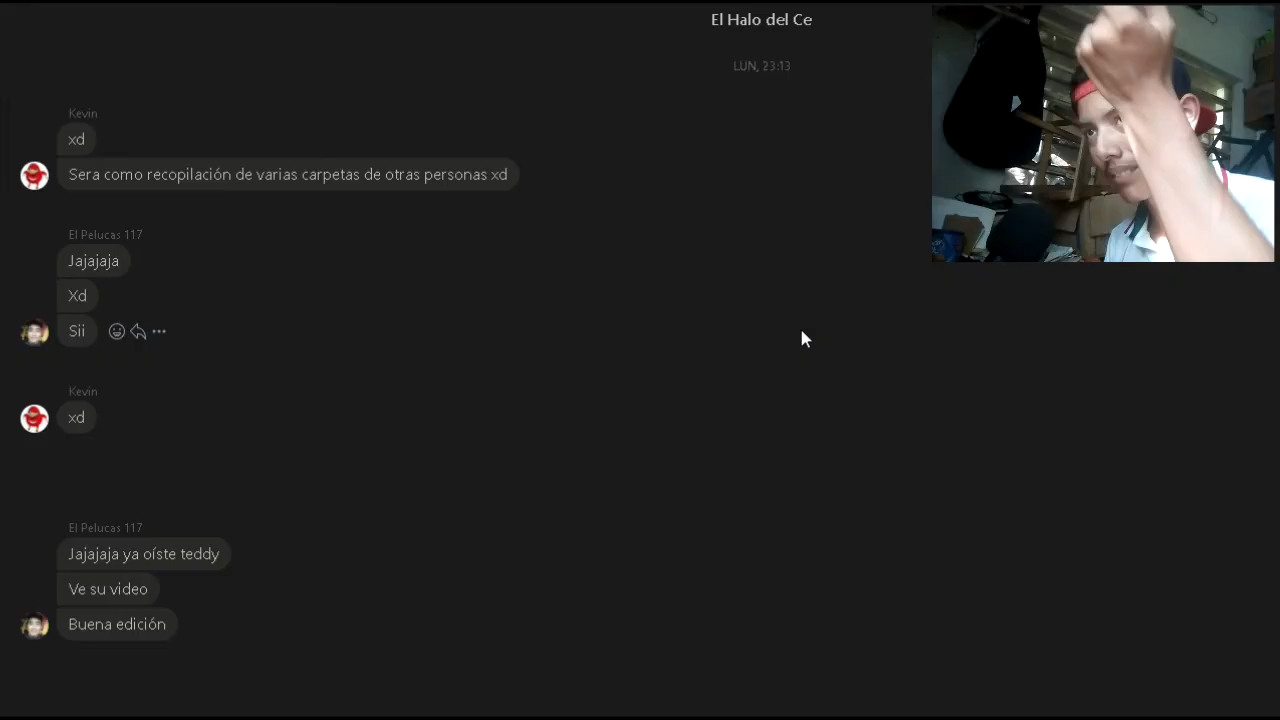 El Halo del Ce
LUN, 23:13
Kevin
xd
Sera como recopilación de varias carpetas de otras personas xd
El Pelucas 117
Jajajaja
Xd
Sii
Kevin
xd
El Pelucas 117
Jajajaja ya oíste teddy
Ve su video
Buena edición